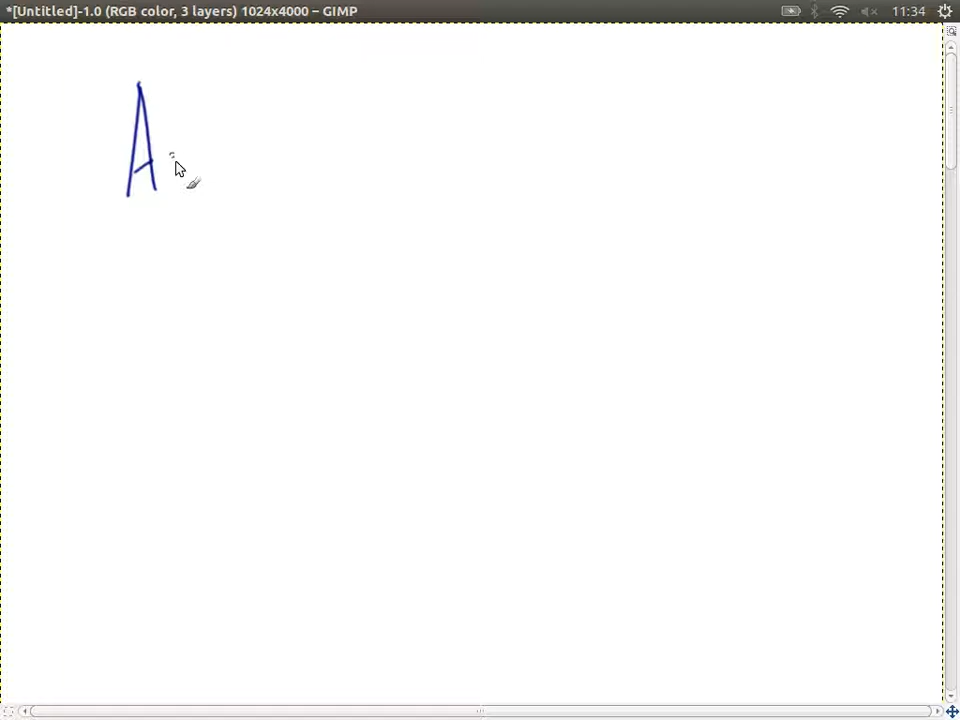 *[Untitled]-1.0 (RGB color, 3 layers) 1024x4000 – GIMP 11:34
A